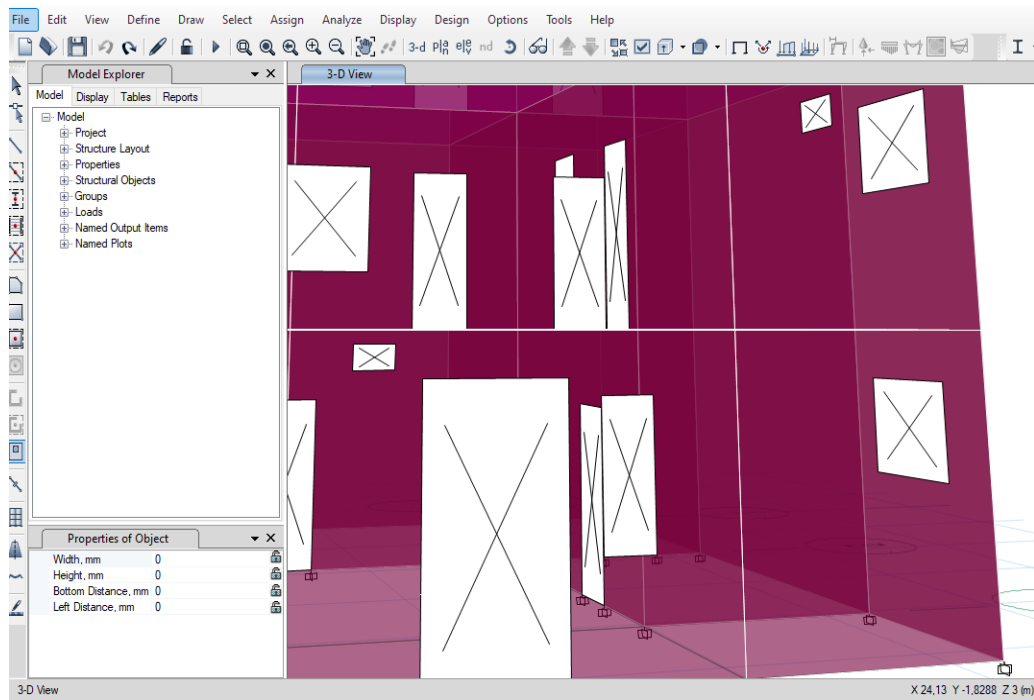 File Edit View Define Draw Select Assign Analyze Display Design Options Tools Help
3-d nd
Model Explorer
3-D View
Model Display Tables Reports
Model
Project
Structure Layout
Properties
Structural Objects
Groups
Loads
Named Output Items
Named Plots
Properties of Object
Width, mm 0
Height, mm 0
Bottom Distance, mm 0
Left Distance, mm 0
3-D View X 24,13 Y -1,8288 Z 3 (m)